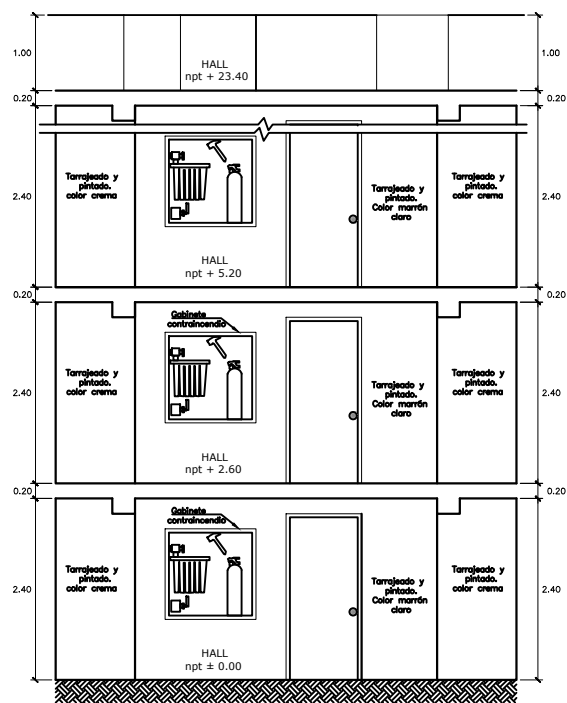 1.00
HALL
npt + 23.40
1.00
0.20
0.20
2.40
Tarrajeado y
pintado.
color crema
Tarrajeado y
pintado.
Color marrón
claro
Tarrajeado y
pintado.
color crema
2.40
HALL
npt + 5.20
0.20
0.20
Gabinete
contraincendio
2.40
Tarrajeado y
pintado.
color crema
Tarrajeado y
pintado.
Color marrón
claro
Tarrajeado y
pintado.
color crema
2.40
HALL
npt + 2.60
0.20
0.20
Gabinete
contraincendio
2.40
Tarrajeado y
pintado.
color crema
Tarrajeado y
pintado.
Color marrón
claro
Tarrajeado y
pintado.
color crema
2.40
HALL
npt ± 0.00